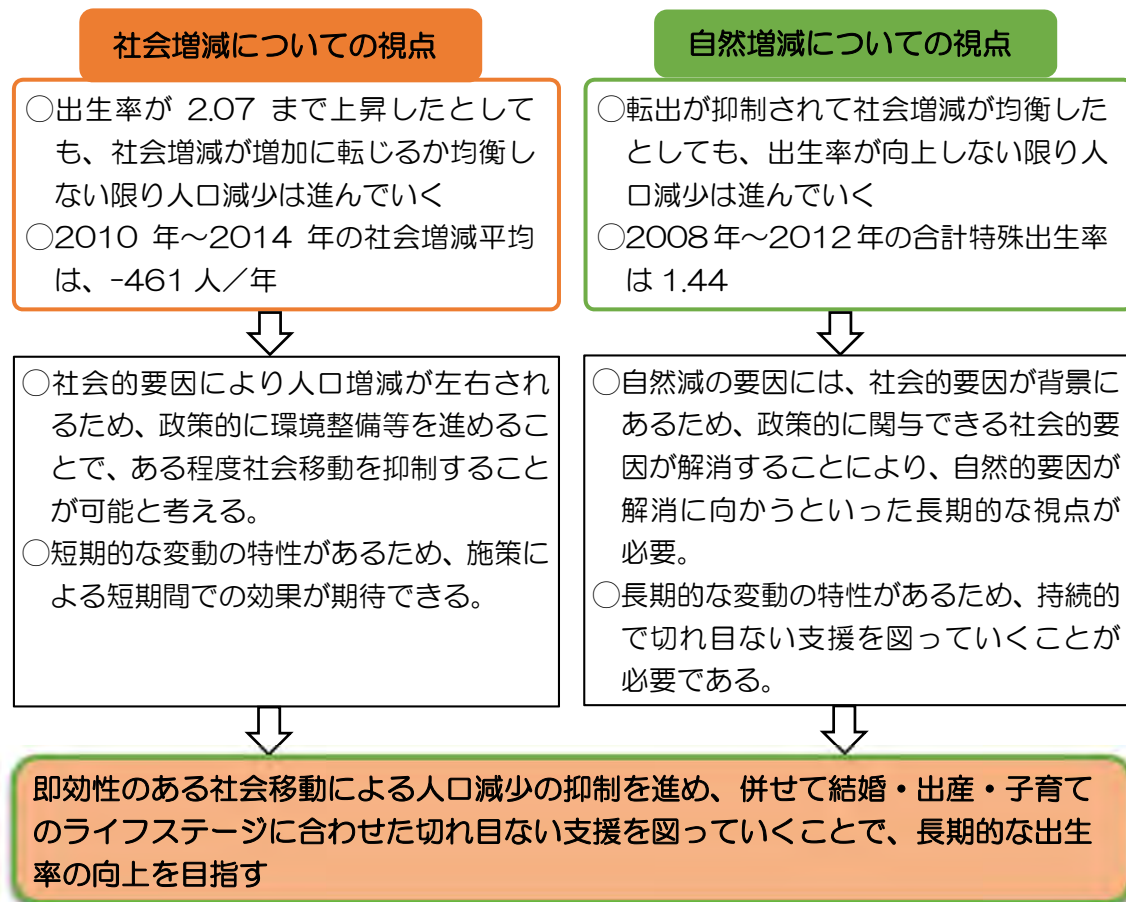 社会増減についての視点
○出生率が 2.07 まで上昇したとして
も、社会増減が増加に転じるか均衡し
ない限り人口減少は進んでいく
○2010 年~2014 年の社会増減平均
は、-461 人/年
○社会的要因により人口増減が左右され
るため、政策的に環境整備等を進めるこ
とで、ある程度社会移動を抑制すること
が可能と考える。
○短期的な変動の特性があるため、施策に
よる短期間での効果が期待できる。
自然増減についての視点
○転出が抑制されて社会増減が均衡した
としても、出生率が向上しない限り人
口減少は進んでいく
○2008年~2012年の合計特殊出生率
は 1.44
○自然減の要因には、社会的要因が背景に
あるため、政策的に関与できる社会的要
因が解消することにより、自然的要因が
解消に向かうといった長期的な視点が
必要。
○長期的な変動の特性があるため、持続的
で切れ目ない支援を図っていくことが
必要である。
即効性のある社会移動による人口減少の抑制を進め、併せて結婚・出産・子育て
のライフステージに合わせた切れ目ない支援を図っていくことで、長期的な出生
率の向上を目指す